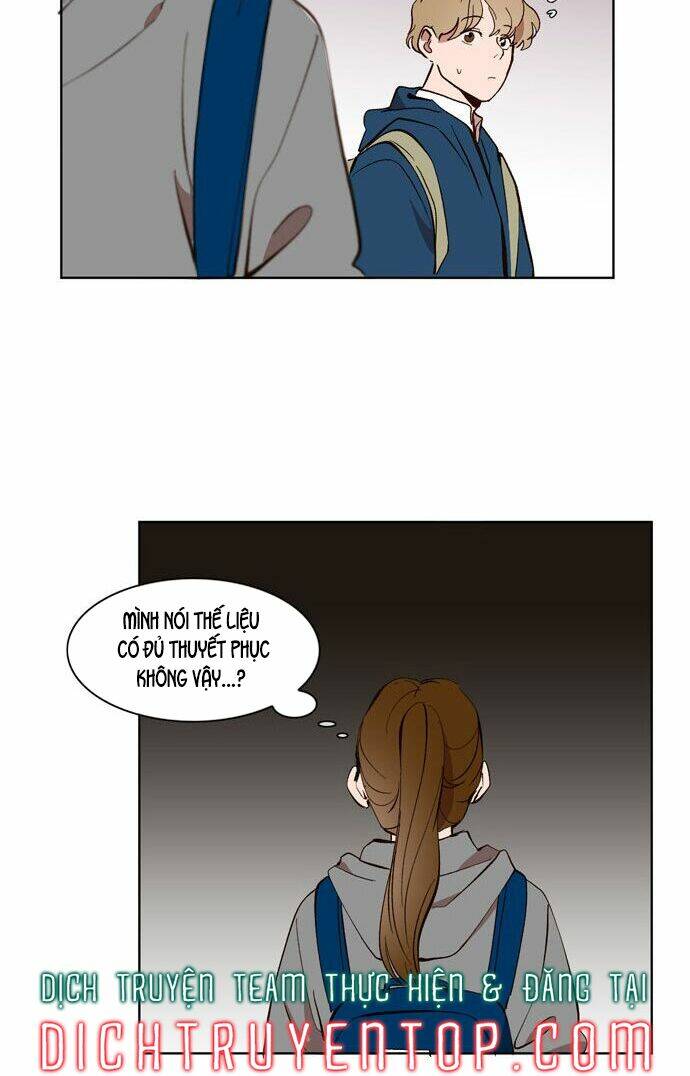 MÌNH NÓI THẾ LIỆU
CÓ ĐỦ THUYẾT PHỤC
KHÔNG VẬY...?
DỊCH TRUYỆN TEAM THỰC HIỆN & ĐĂNG TẠI
DICHTRUYENTOP.COM